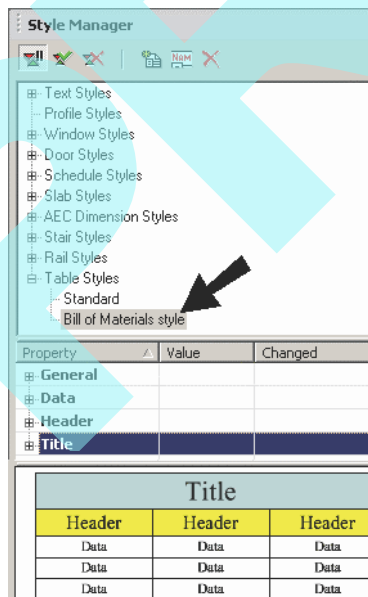 Style Manager
NAM
Text Styles
Profile Styles
Window Styles
Door Styles
Schedule Styles
Slab Styles
AEC Dimension Styles
Stair Styles
Rail Styles
Table Styles
Standard
Bill of Materials style
Property Value Changed
General
Data
Header
Title
Title
Header Header Header
Data Data Data
Data Data Data
Data Data Data